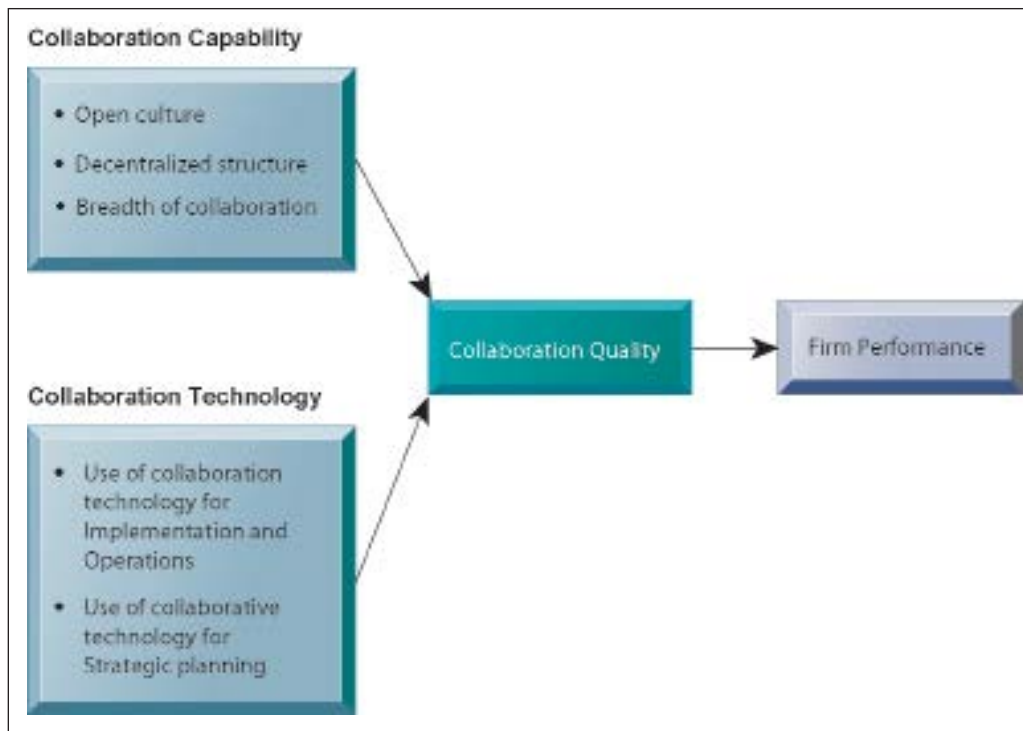 Collaboration Capability
• Open culture
• Decentralized structure
• Breadth of collaboration
Collaboration Quality
Firm Performance
Collaboration Technology
• Use of collaboration
technology for
Implementation and
Operations
• Use of collaborative
technology for
Strategic planning